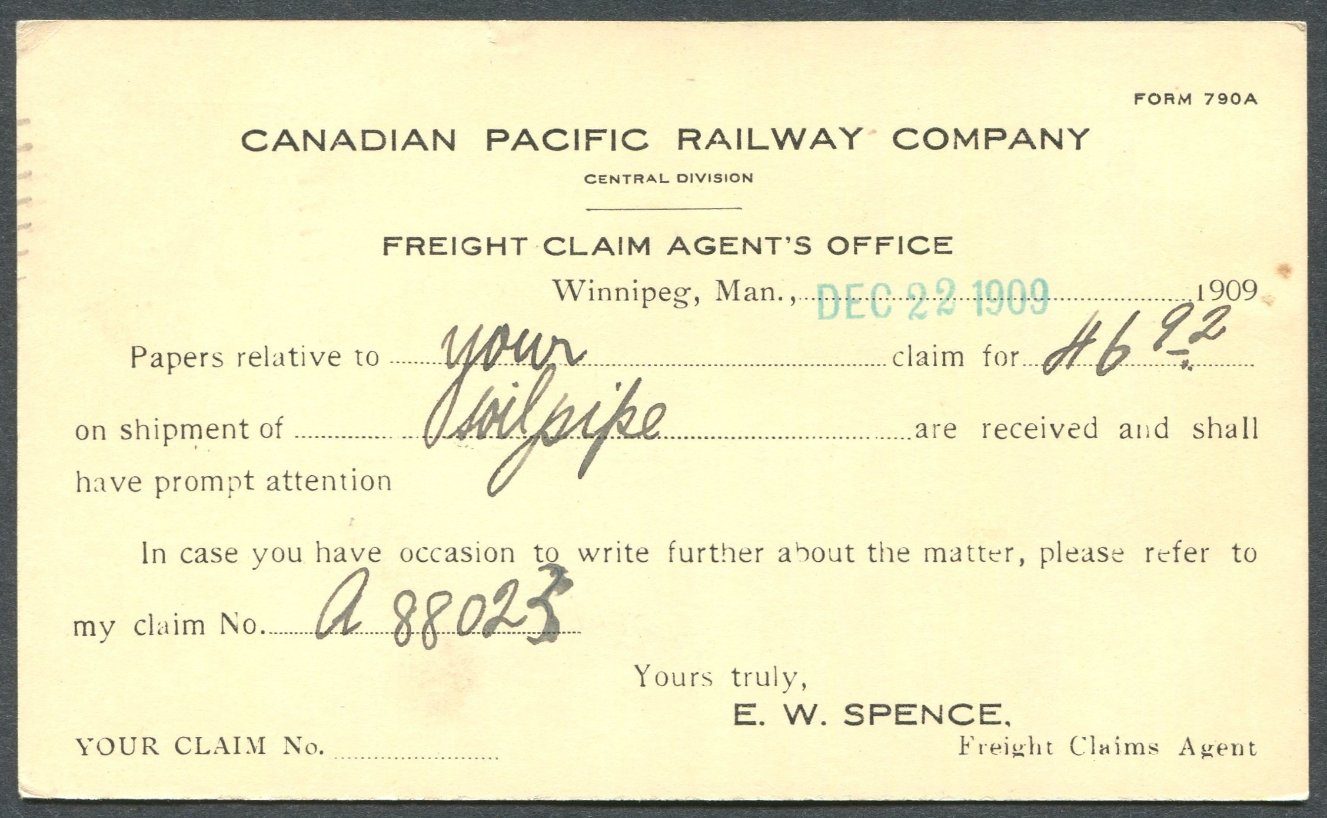 FORM 790A
CANADIAN PACIFIC RAILWAY COMPANY
CENTRAL DIVISION
FREIGHT CLAIM AGENT'S OFFICE
Winnipeg, Man., DEC 22 1909 1909
Papers relative to your claim for 46 92
on shipment of soilpipe are received and shall
have prompt attention
In case you have occasion to write further about the matter, please refer to
my claim No. A 88025
Yours truly,
E. W. SPENCE,
YOUR CLAIM No. Freight Claims Agent